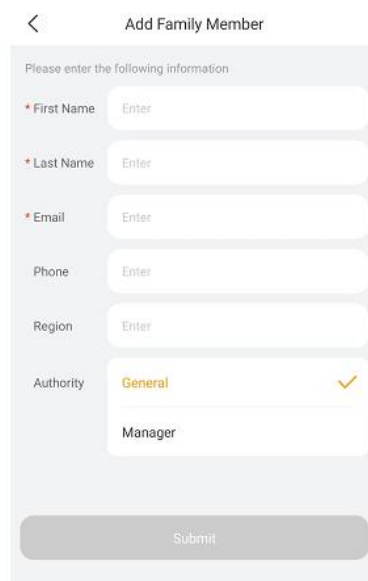 Add Family Member
Please enter the following information
* First Name Enter
* Last Name Enter
* Email Enter
Phone Enter
Region Enter
Authority General
Manager
Submit